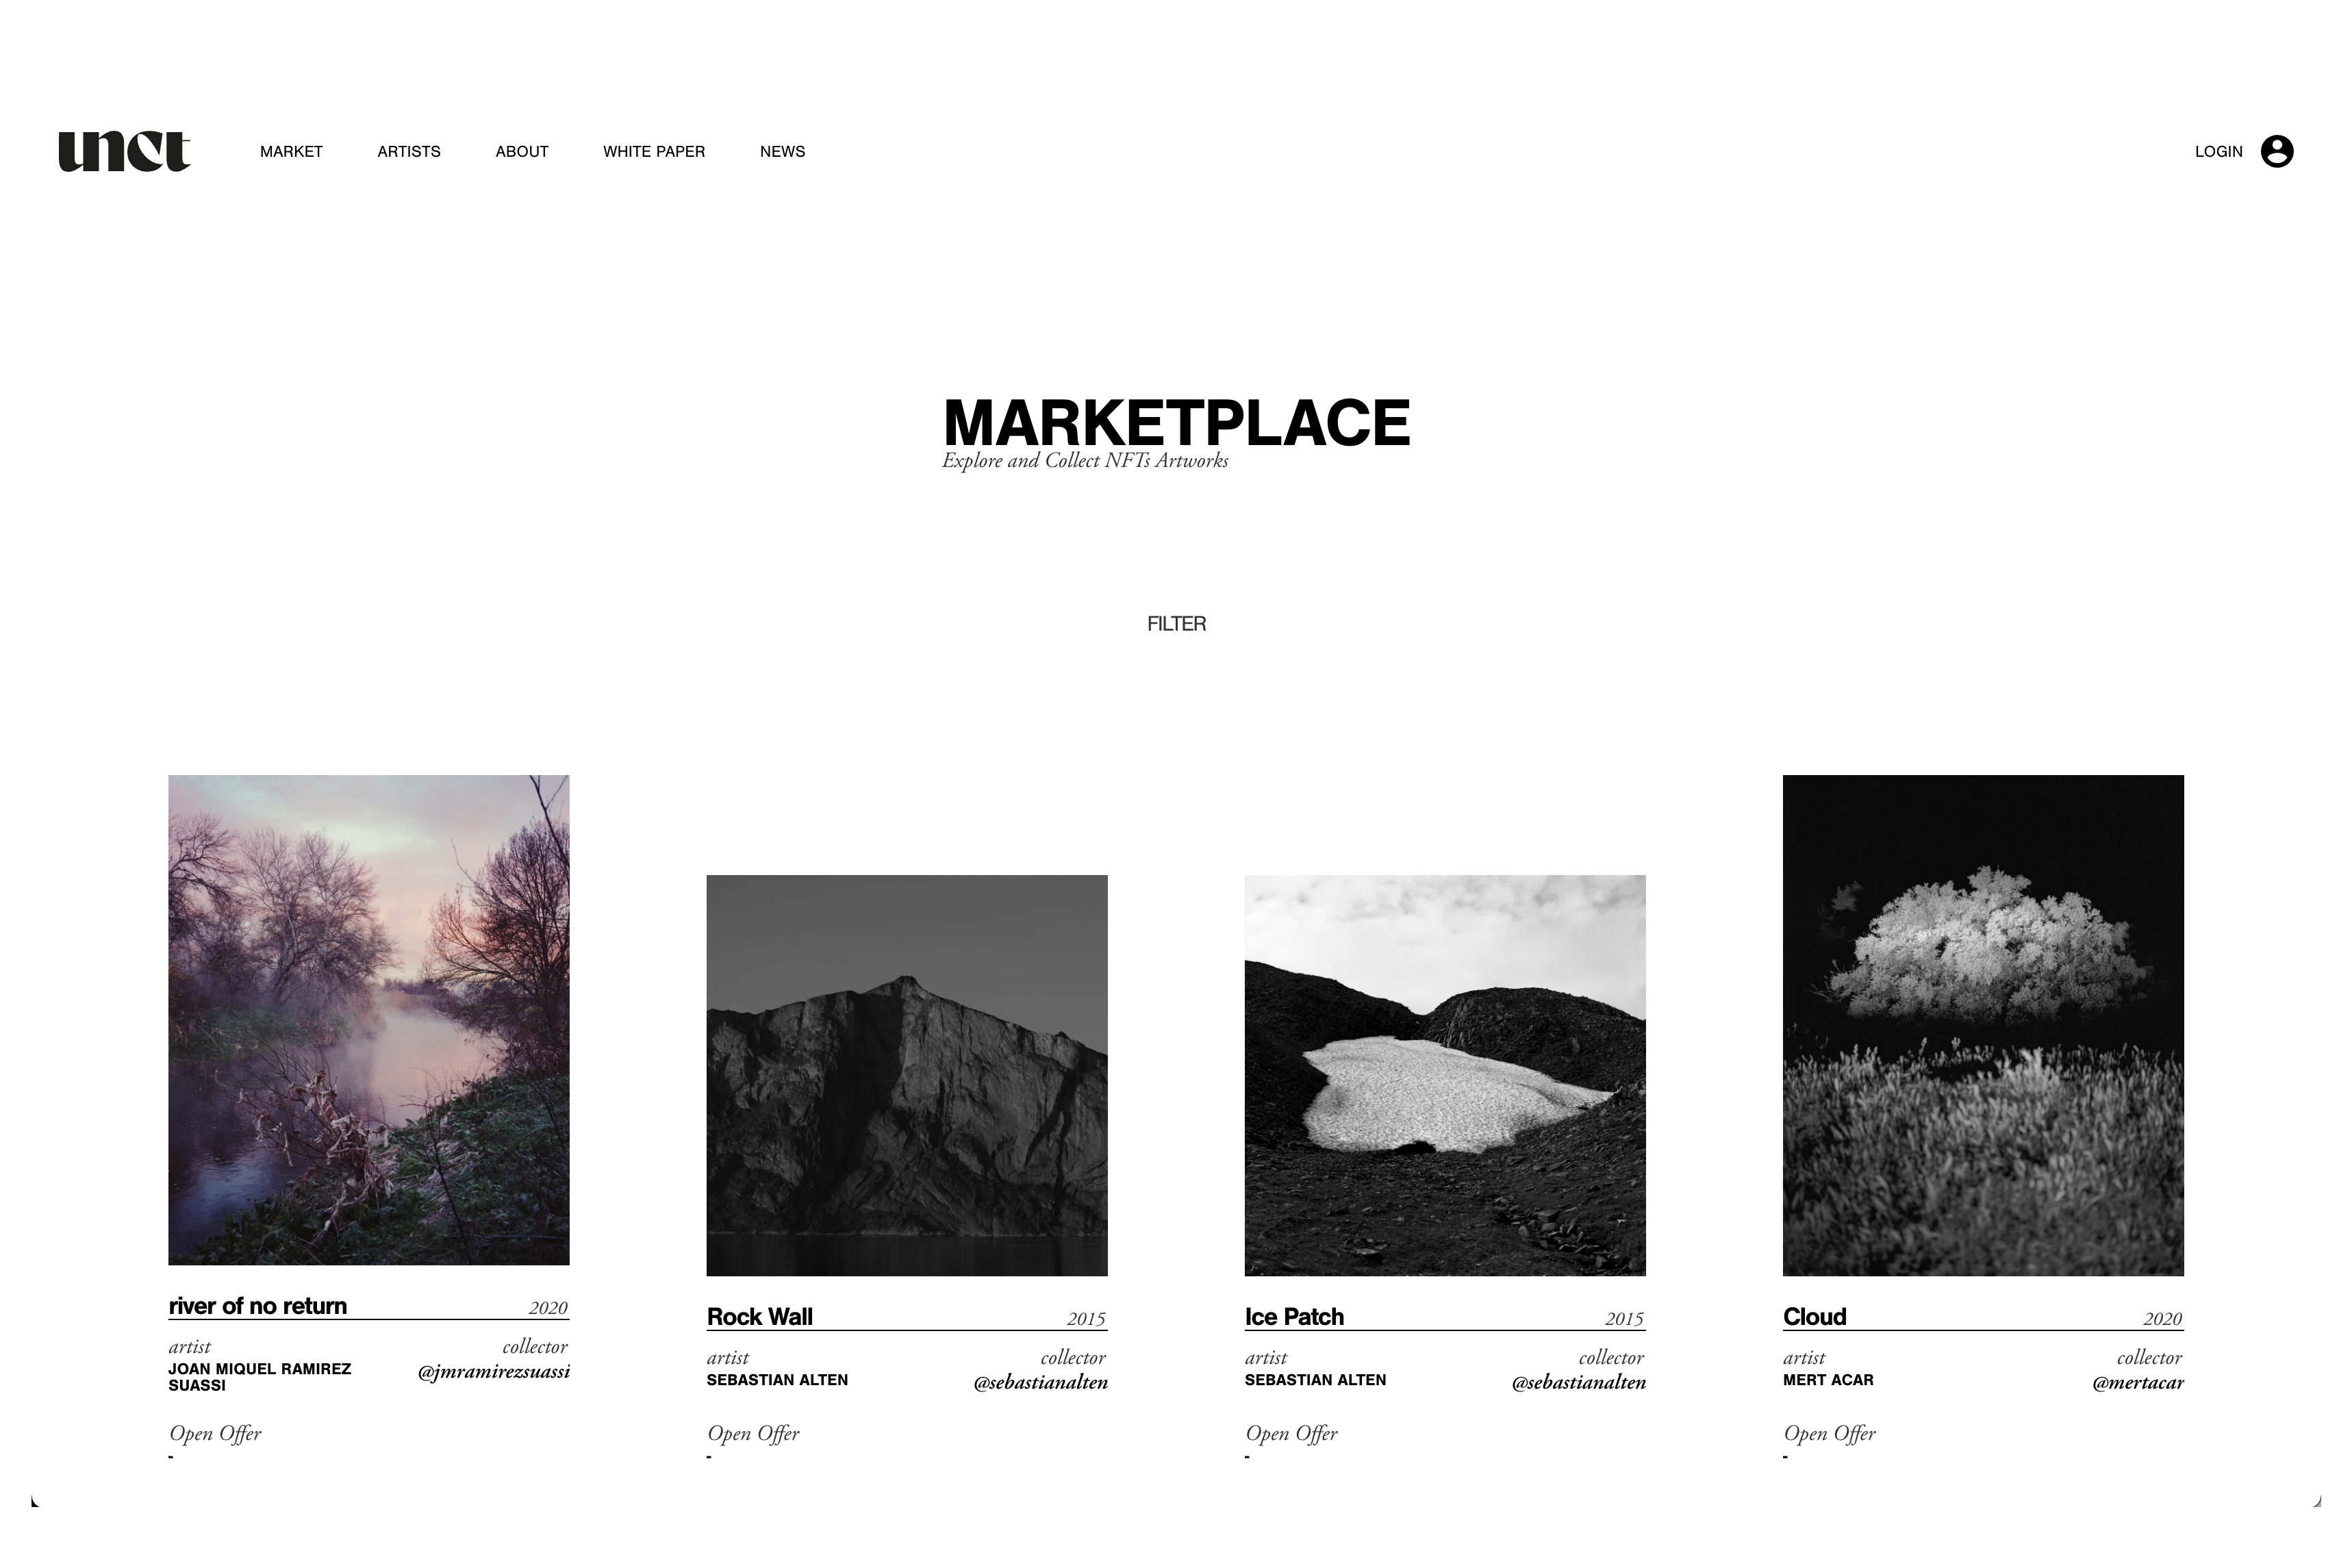 unct
MARKET
ARTISTS
ABOUT
WHITE PAPER
NEWS
LOGIN
MARKETPLACE
Explore and Collect NFTs Artworks
FILTER
river of no return 2020
artist collector
JOAN MIQUEL RAMIREZ @jmramirezsuassi
SUASSI
Open Offer
-
Rock Wall 2015
artist collector
SEBASTIAN ALTEN @sebastianalten
Open Offer
-
Ice Patch 2015
artist collector
SEBASTIAN ALTEN @sebastianalten
Open Offer
-
Cloud 2020
artist collector
MERT ACAR @mertacar
Open Offer
-